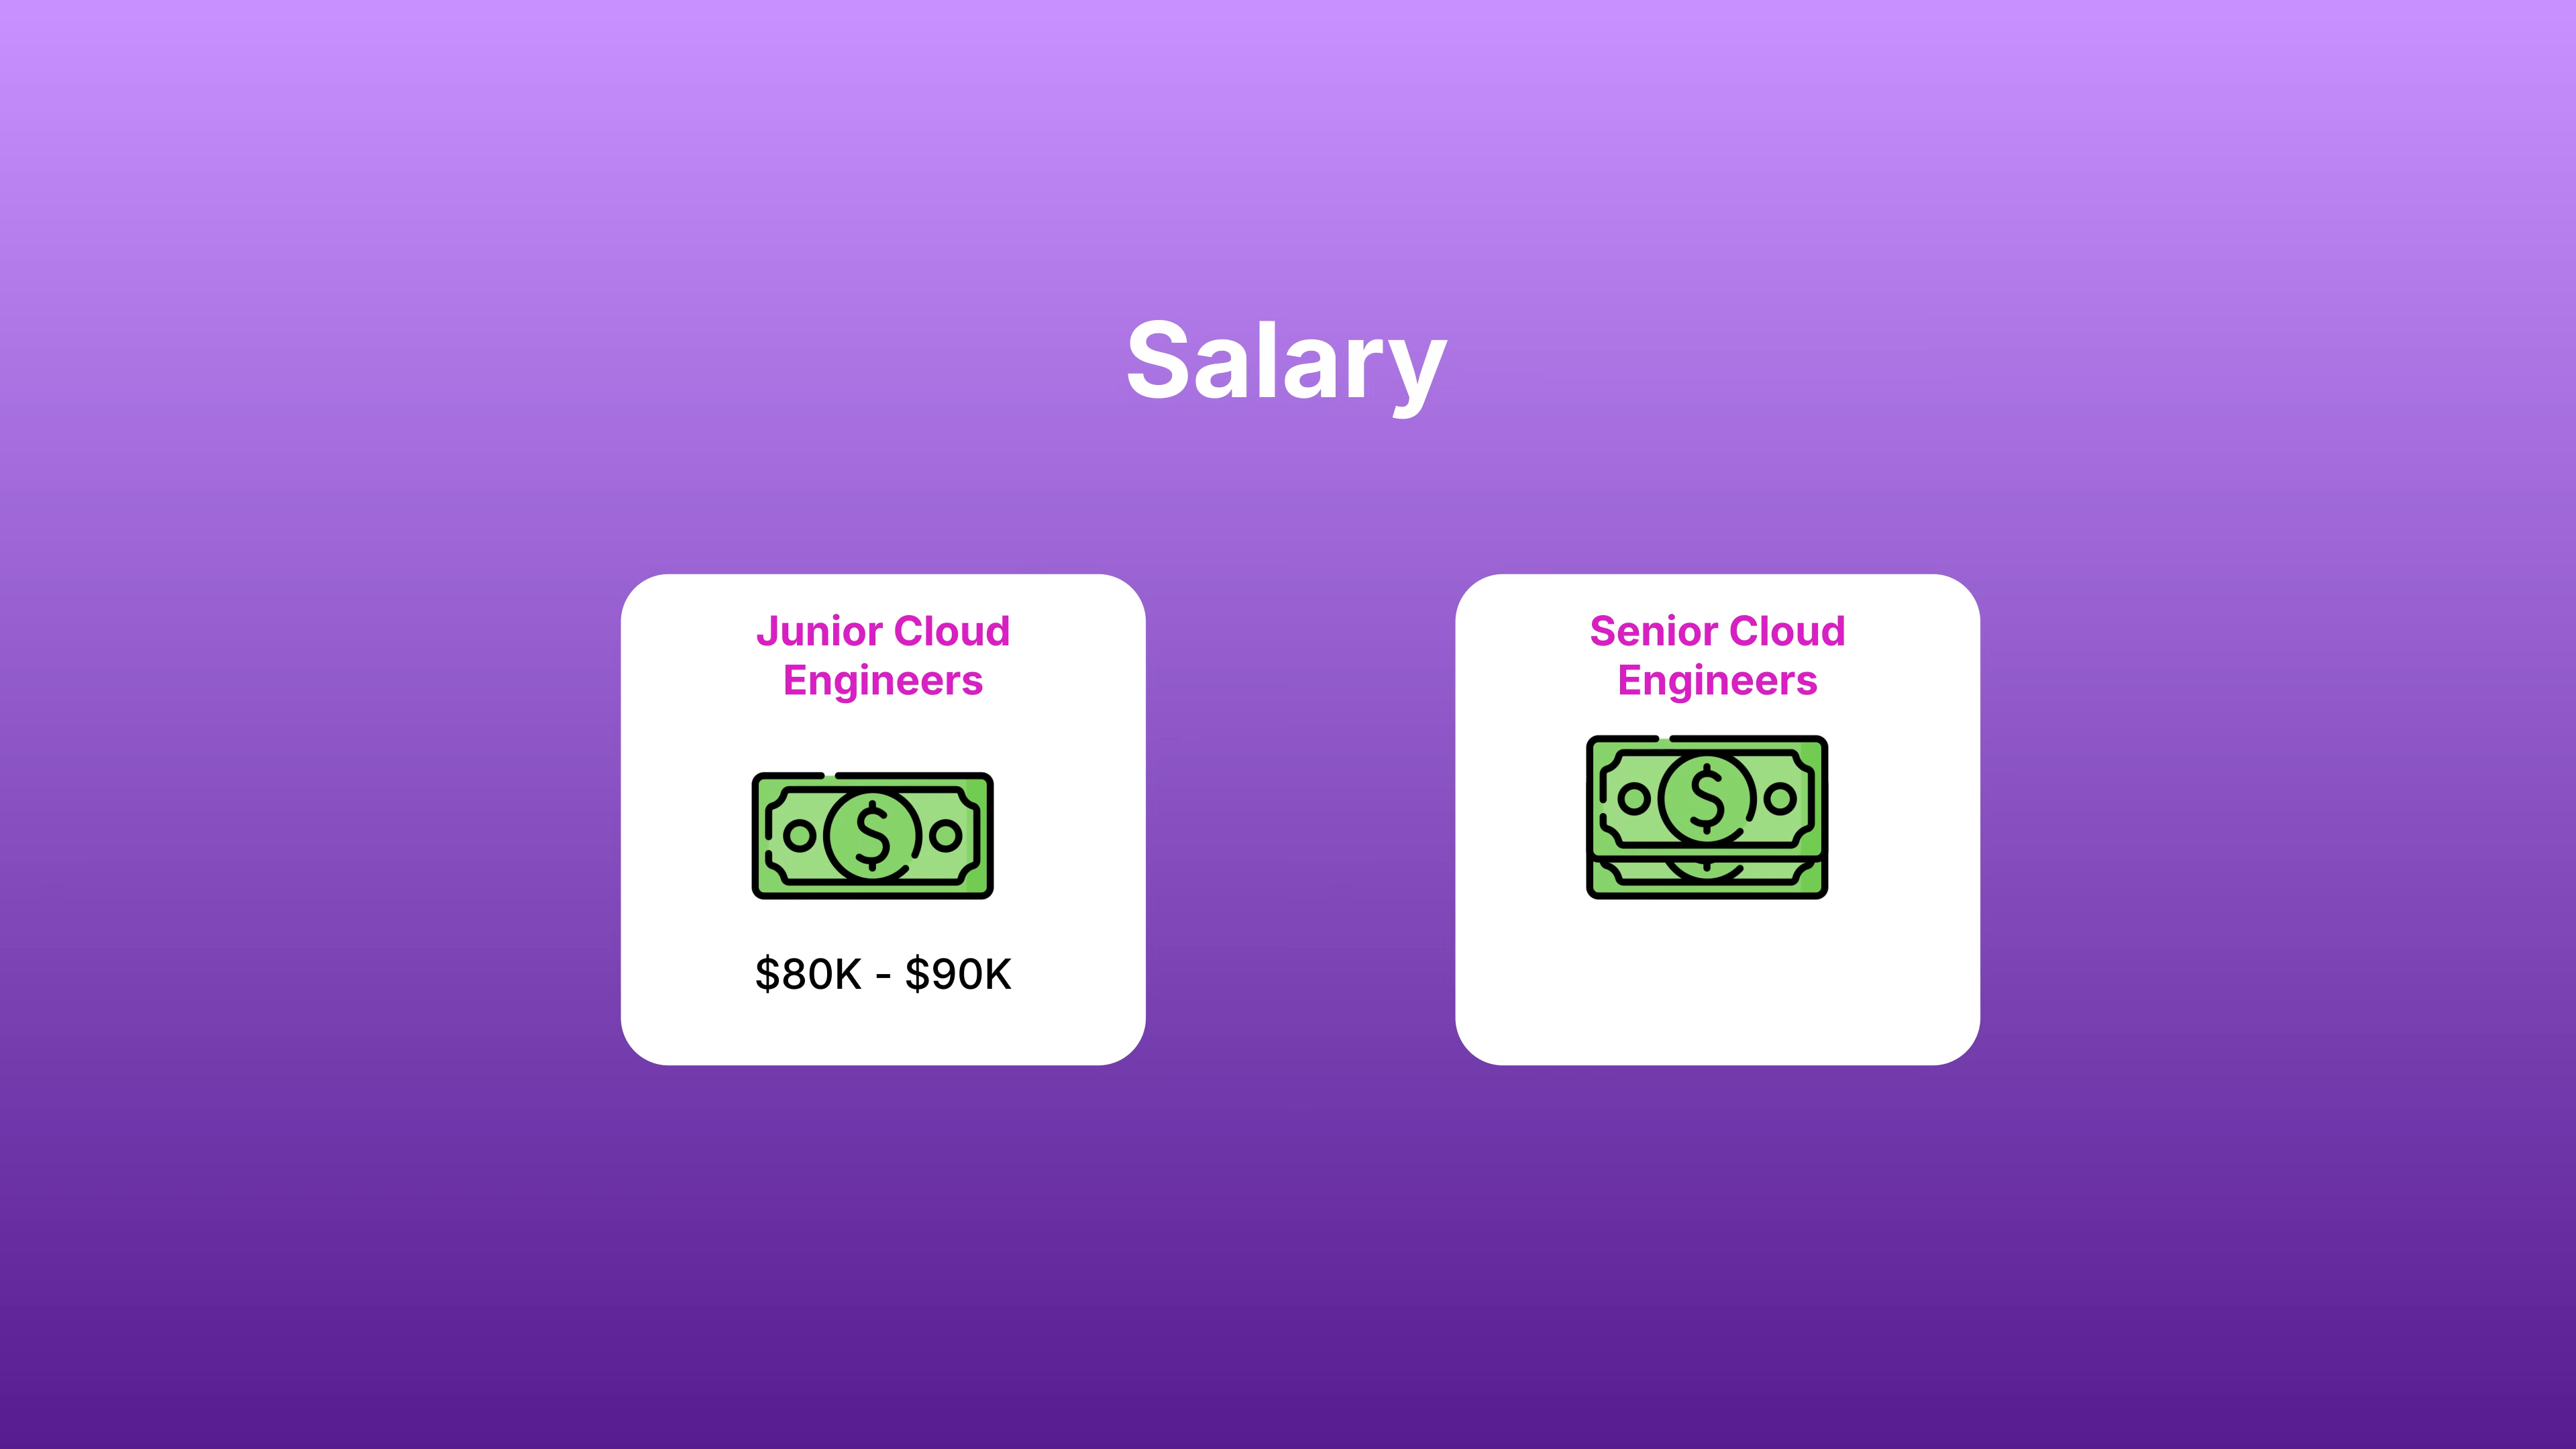 Salary
Junior Cloud
Engineers
$80K - $90K
Senior Cloud
Engineers